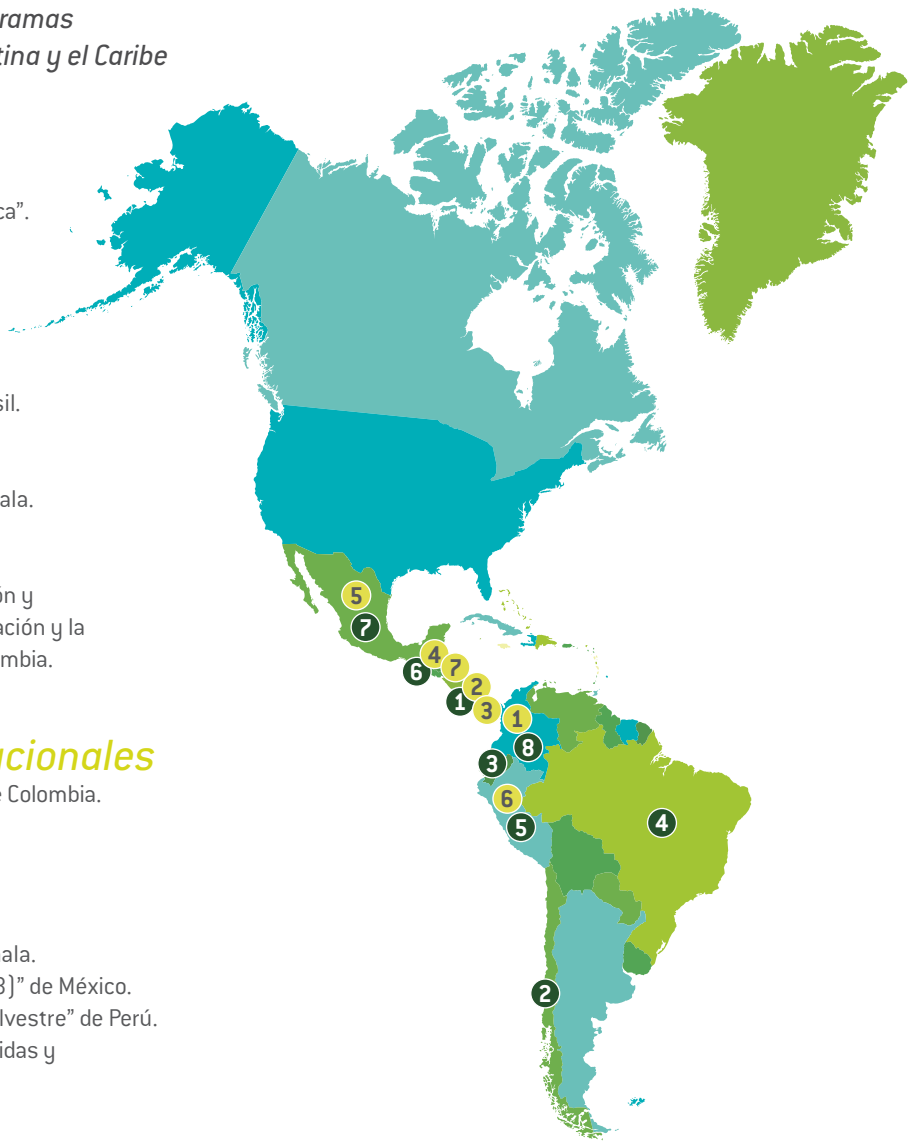 ramas
tina y el Caribe
ca”.
sil.
ala.
ón y
ación y la
mbia.
acionales
e Colombia.
ala.
3)” de México.
lvestre” de Perú.
idas y
5
7
4
6
7
2
1
3
1
8
3
6
5
4
2